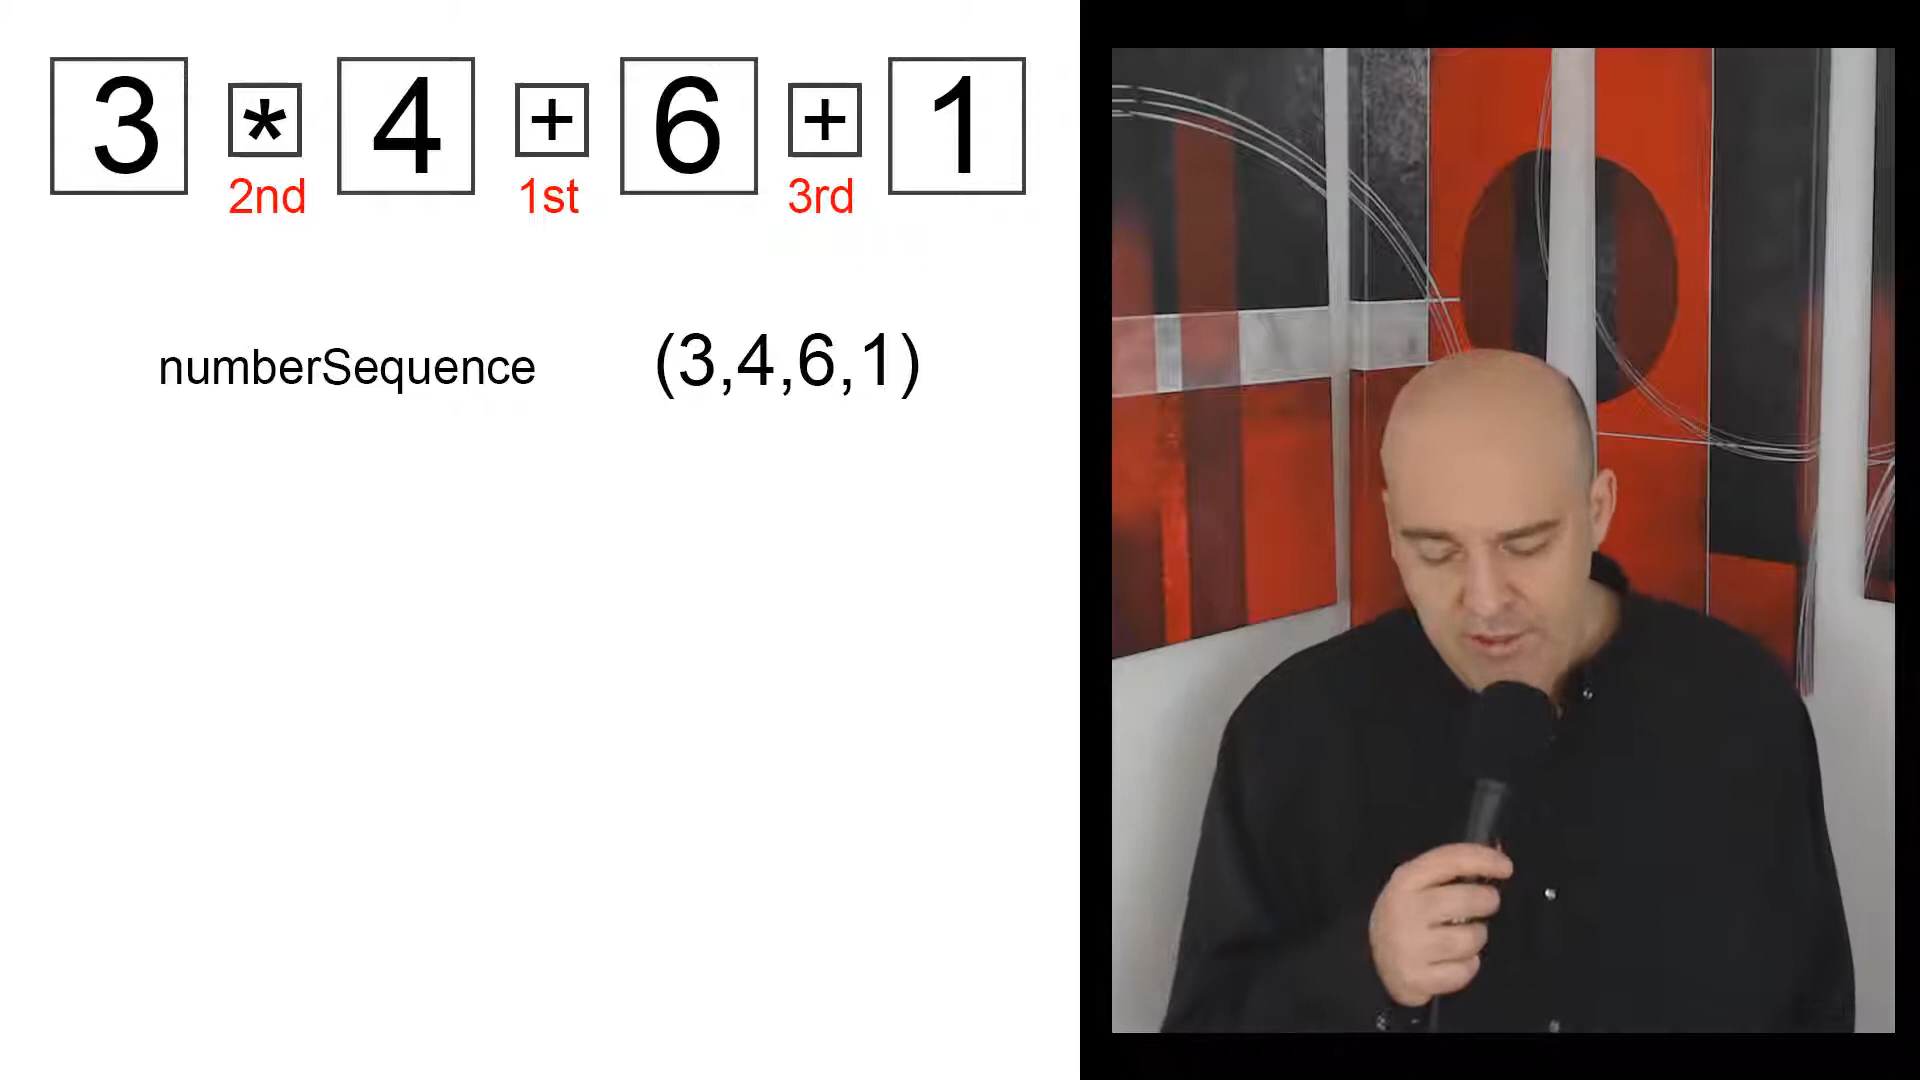 3 * 4 + 6 + 1
2nd 1st 3rd
numberSequence (3,4,6,1)